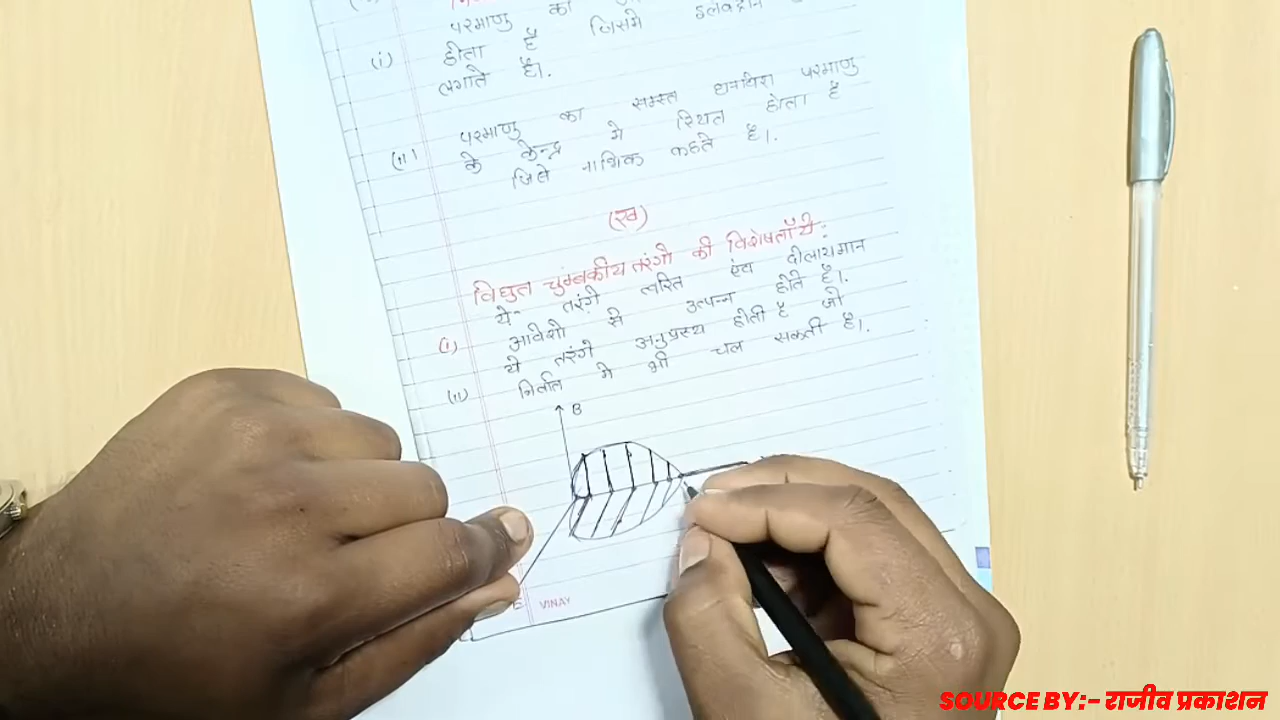 परमाणु का
(i) होता है जिसमे इलेक्ट्रान
लगाते है।.
परमाणु का समस्त धनावेश परमाणु
(ii) के केन्द्र मे स्थित होता है
जिसे नाभिक कहते है।.
(ख)
विद्युत चुम्बकीय तरंगो की विशेषताएँ ये:
ये- तरंगे त्वरित एंव दोलायमान
(i) आवेशो से उत्पन्न होते है।.
ये तरंगे अनुप्रस्थ होती है जो
(ii) निर्वात मे भी चल सकती है।.
B
E VINAY
SOURCE BY:- राजीव प्रकाशन